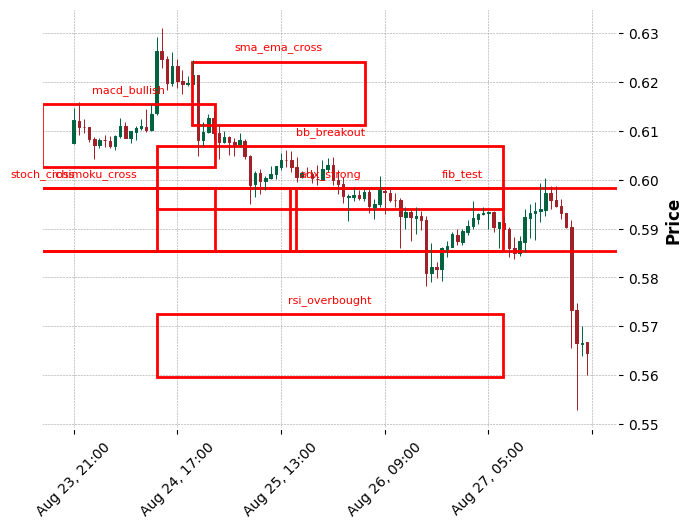 sma_ema_cross
macd_bullish
bb_breakout
stoch_cross
ichimoku_cross
adx_strong
fib_test
rsi_overbought
0.63
0.62
0.61
0.60
0.59
0.58
0.57
0.56
0.55
Price
Aug 23, 21:00
Aug 24, 17:00
Aug 25, 13:00
Aug 26, 09:00
Aug 27, 05:00